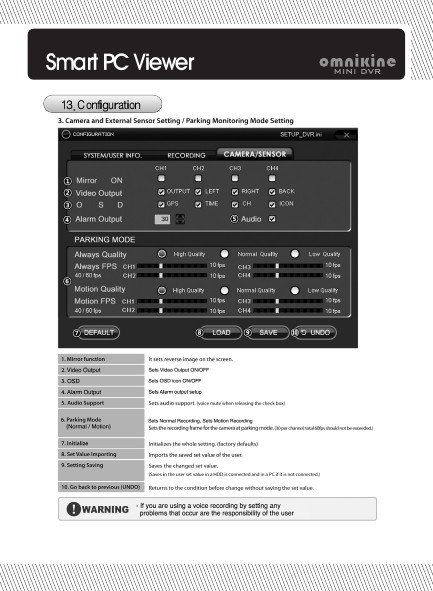 Smart PC Viewer
omnikine
MINI DVR
13. Configuration
3. Camera and External Sensor Setting / Parking Monitoring Mode Setting
CONFIGURATION SETUP_DVR.ini
SYSTEM/USER INFO. RECORDING CAMERA/SENSOR
CH1 CH2 CH3 CH4
① Mirror ON
② Video Output OUTPUT LEFT RIGHT BACK
③ O S D GPS TIME CH ICON
④ Alarm Output 30 ⑤ Audio
PARKING MODE
Always Quality High Quality Normal Quality Low Quality
Always FPS CH1 10 fps CH3 10 fps
40 / 60 fps CH2 10 fps CH4 10 fps
⑥
Motion Quality High Quality Normal Quality Low Quality
Motion FPS CH1 10 fps CH3 10 fps
40 / 60 fps CH2 10 fps CH4 10 fps
⑦ DEFAULT ⑧ LOAD ⑨ SAVE ⑩ UNDO
1. Mirror function It sets reverse image on the screen.
2. Video Output Sets Video Output ON/OFF
3. OSD Sets OSD icon ON/OFF
4. Alarm Output Sets Alarm output setup
5. Audio Support Sets audio support. (voice mute when releasing the check box)
6. Parking Mode Sets Normal Recording, Sets Motion Recording
(Normal / Motion) Sets the recording frame for the camera at parking mode. (30 per channel, total 60fps should not be exceeded.)
7. Initialize Initializes the whole setting. (factory defaults)
8. Set Value Importing Imports the saved set value of the user.
9. Setting Saving Saves the changed set value.
(Saves in the user set value in a HDD is connected and in a PC if it is not connected.)
10. Go back to previous (UNDO) Returns to the condition before change without saving the set value.
WARNING
· If you are using a voice recording by setting any
problems that occur are the responsibility of the user